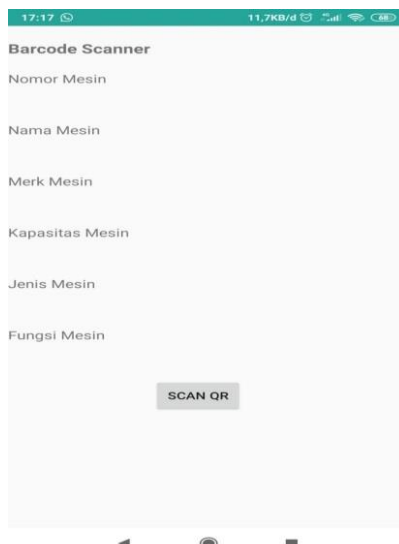 17:17 11,7KB/d 68
Barcode Scanner
Nomor Mesin
Nama Mesin
Merk Mesin
Kapasitas Mesin
Jenis Mesin
Fungsi Mesin
SCAN QR